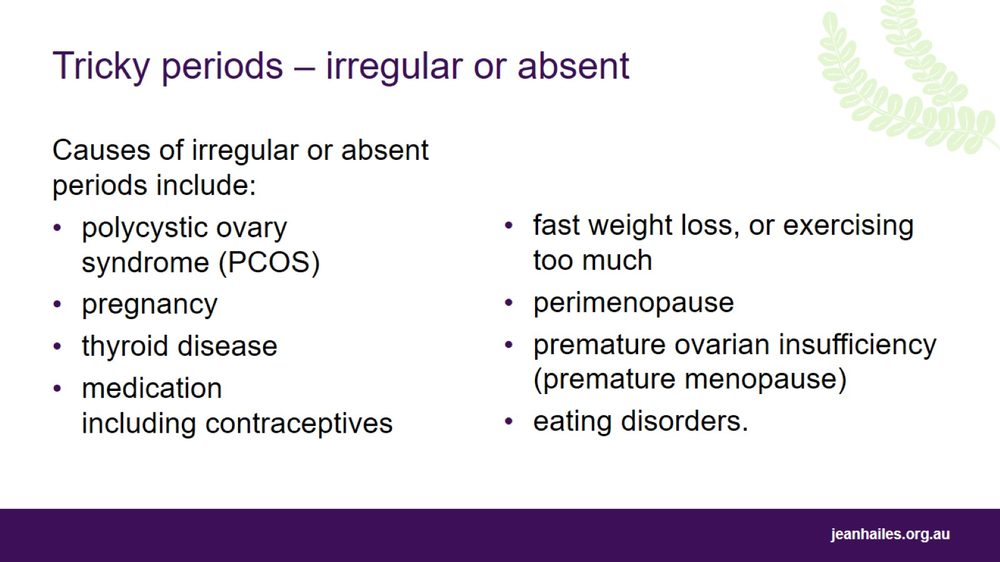 Tricky periods – irregular or absent
Causes of irregular or absent
periods include:
• polycystic ovary
syndrome (PCOS)
• pregnancy
• thyroid disease
• medication
including contraceptives
• fast weight loss, or exercising
too much
• perimenopause
• premature ovarian insufficiency
(premature menopause)
• eating disorders.
jeanhailes.org.au